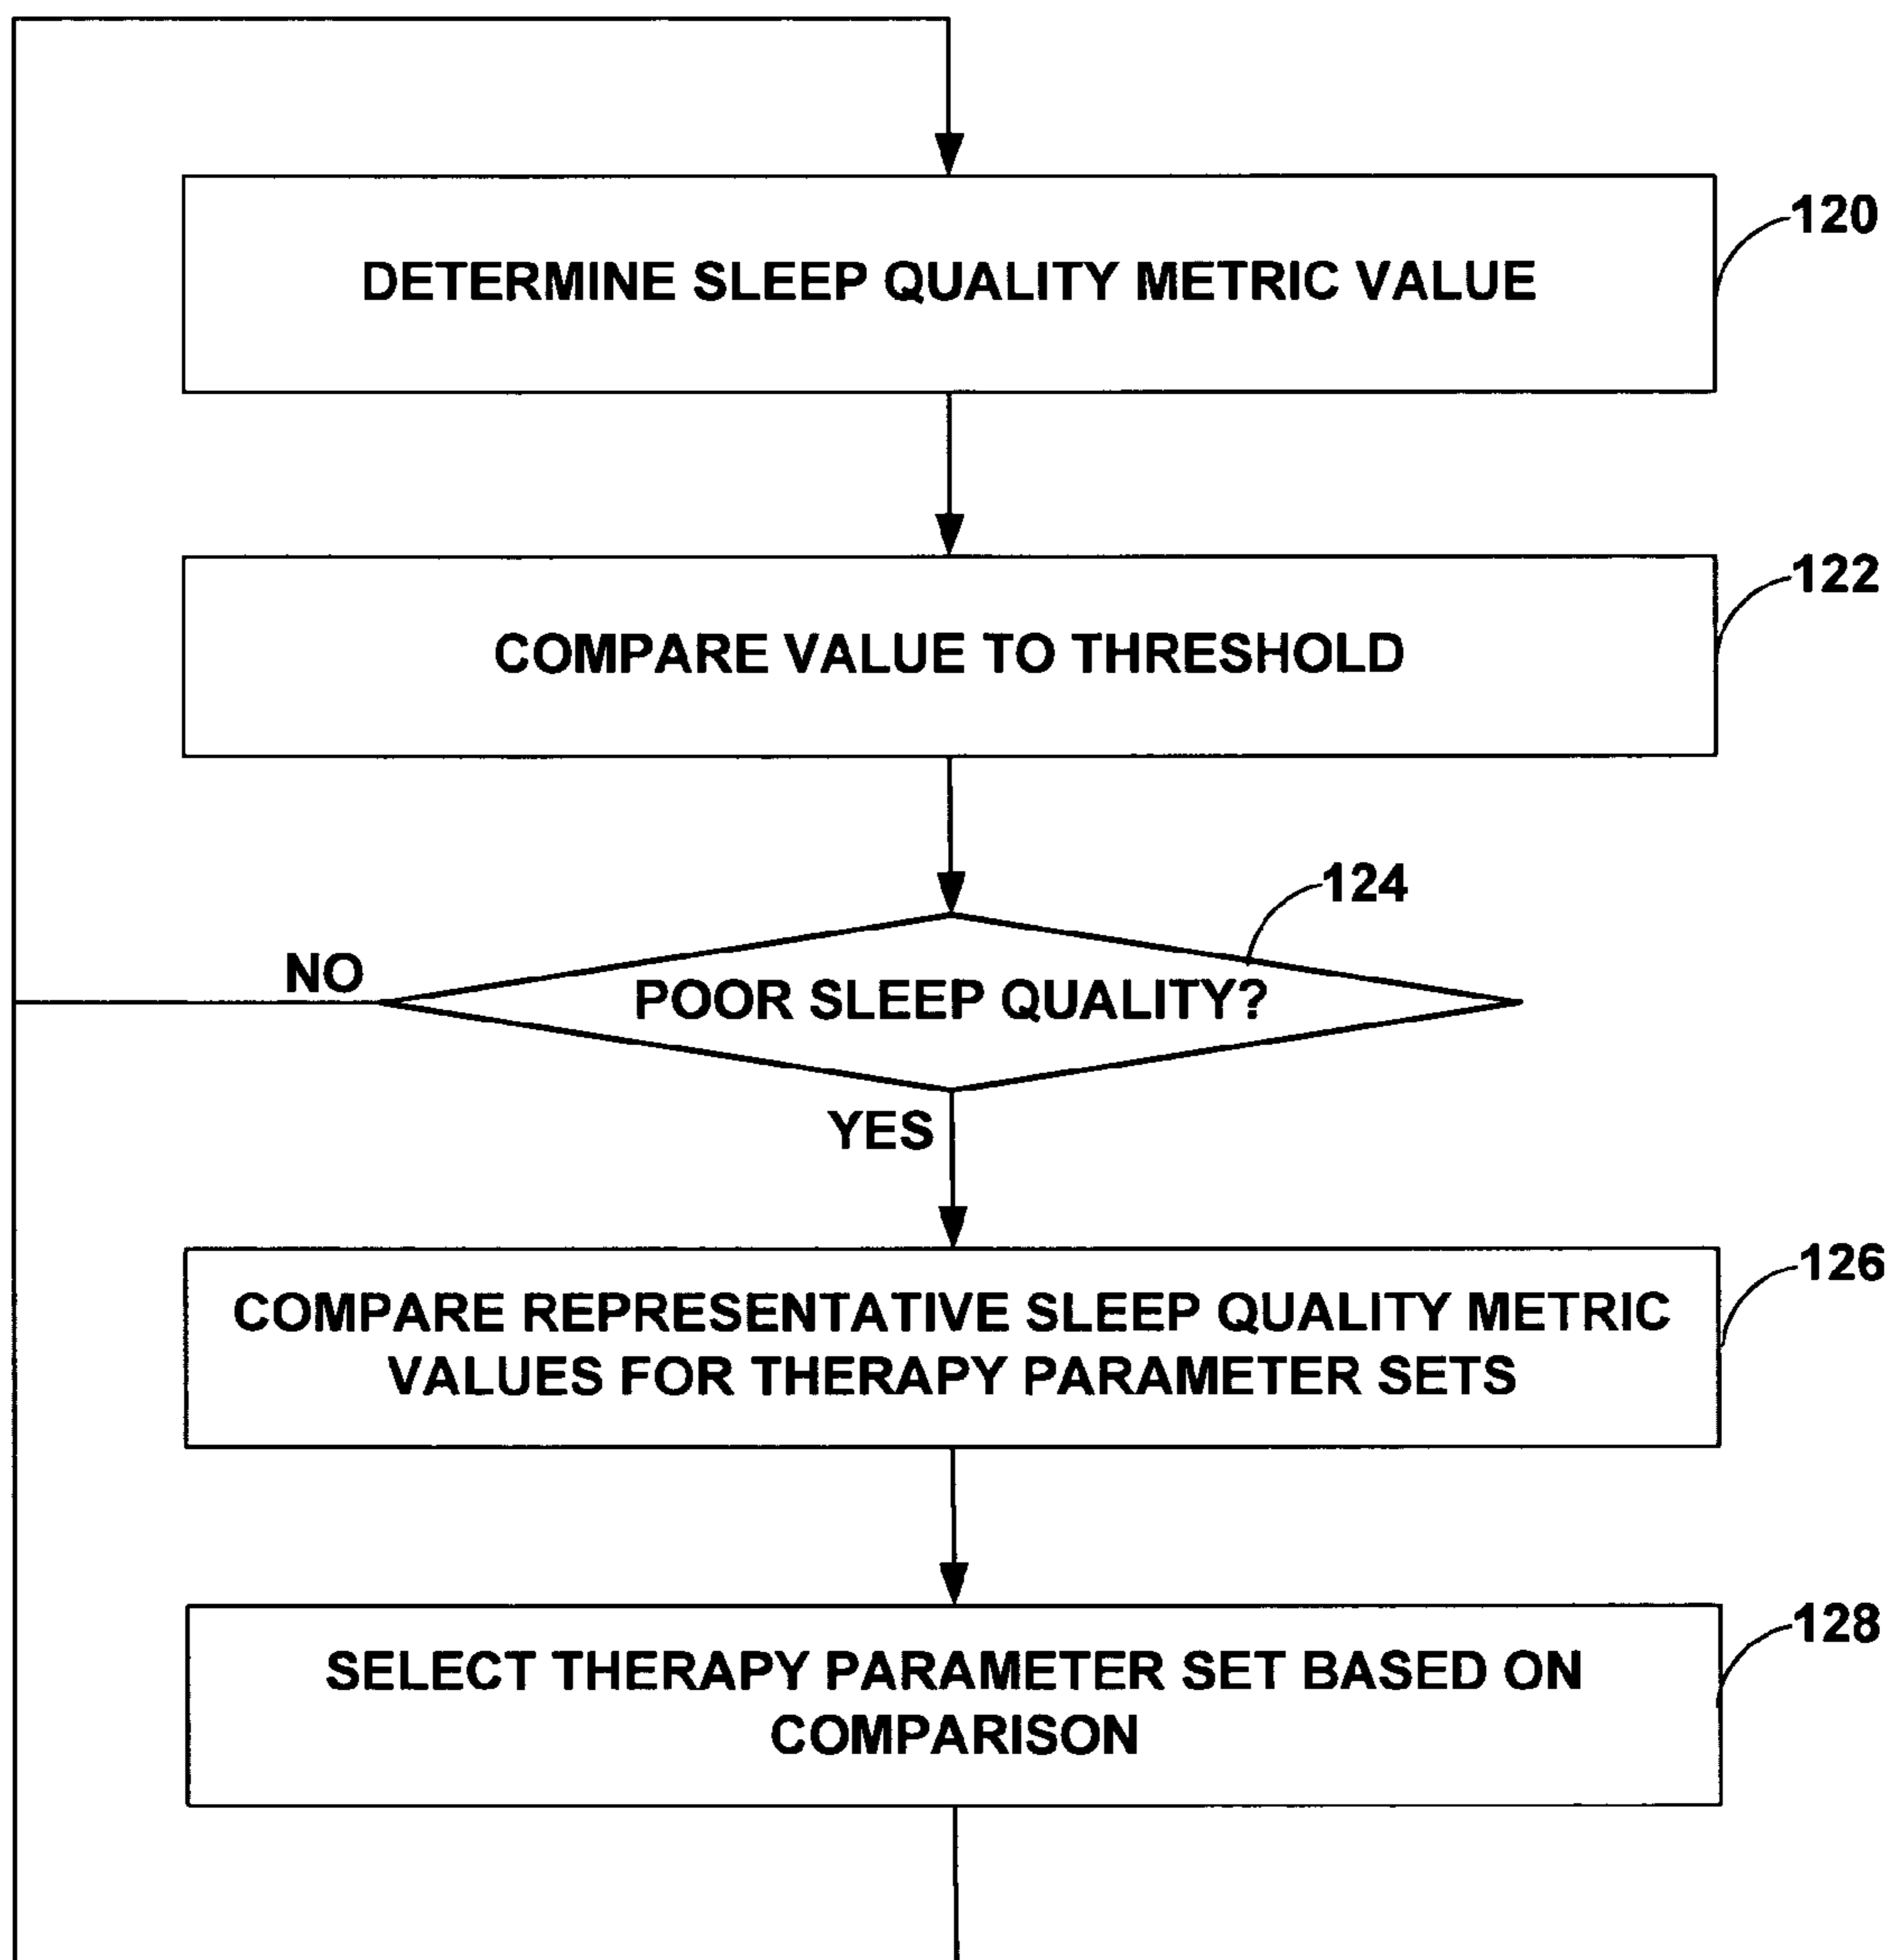 DETERMINE SLEEP QUALITY METRIC VALUE
120
COMPARE VALUE TO THRESHOLD
122
124
NO
POOR SLEEP QUALITY?
YES
COMPARE REPRESENTATIVE SLEEP QUALITY METRIC
VALUES FOR THERAPY PARAMETER SETS
126
SELECT THERAPY PARAMETER SET BASED ON
COMPARISON
128